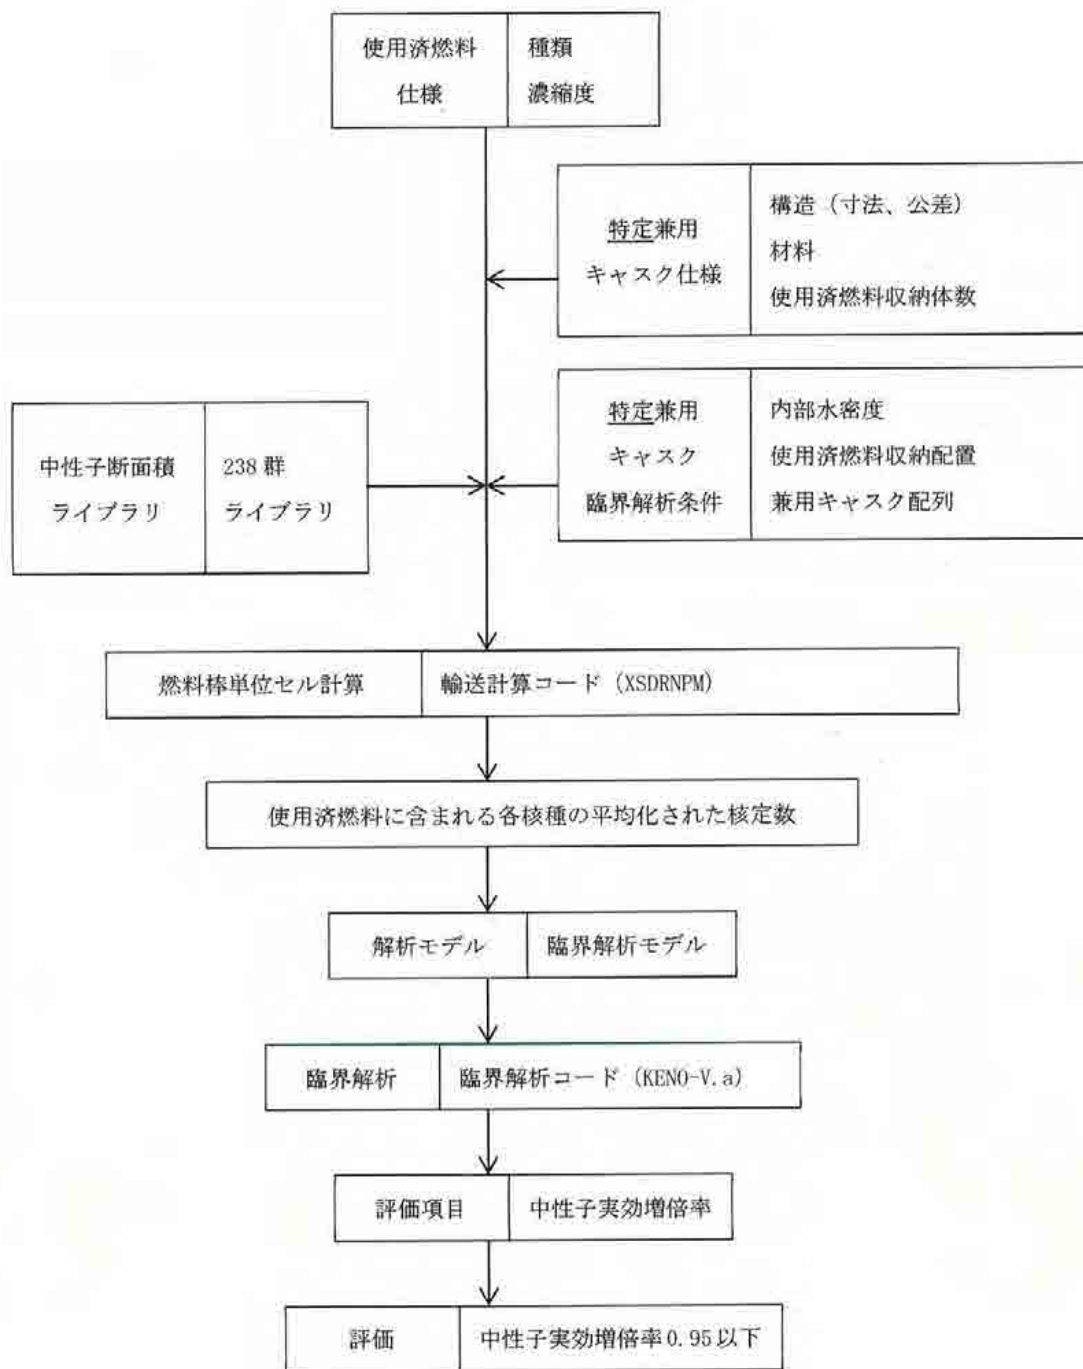 使用済燃料
仕様
種類
濃縮度
特定兼用
キャスク仕様
構造（寸法、公差）
材料
使用済燃料収納体数
中性子断面積
ライブラリ
238 群
ライブラリ
特定兼用
キャスク
臨界解析条件
内部水密度
使用済燃料収納配置
兼用キャスク配列
燃料棒単位セル計算
輸送計算コード（XSDRNPM）
使用済燃料に含まれる各核種の平均化された核定数
解析モデル
臨界解析モデル
臨界解析
臨界解析コード（KENO-V.a）
評価項目
中性子実効増倍率
評価
中性子実効増倍率0.95以下